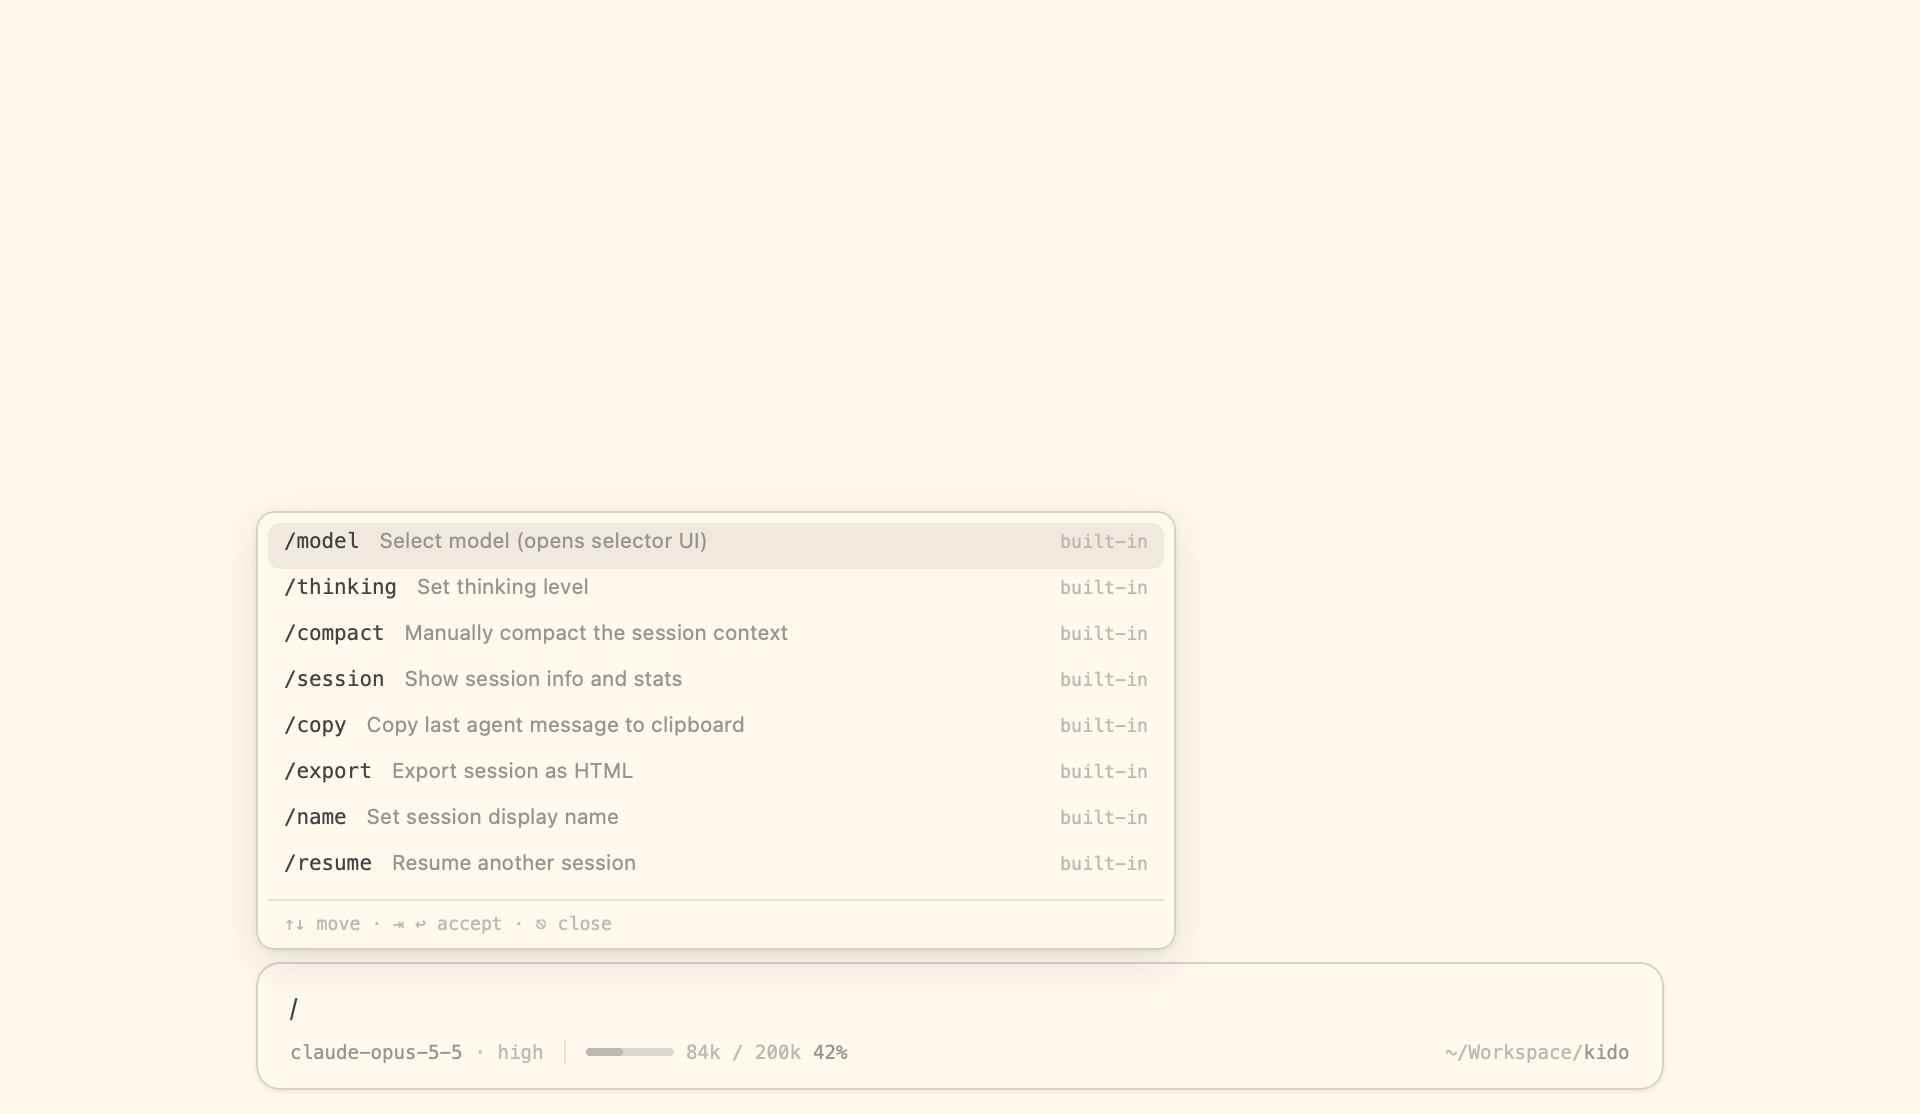 /model Select model (opens selector UI) built-in
/thinking Set thinking level built-in
/compact Manually compact the session context built-in
/session Show session info and stats built-in
/copy Copy last agent message to clipboard built-in
/export Export session as HTML built-in
/name Set session display name built-in
/resume Resume another session built-in
↑↓ move · ⇥ ↩ accept · ⎋ close
/
claude-opus-5-5 · high 84k / 200k 42% ~/Workspace/kido